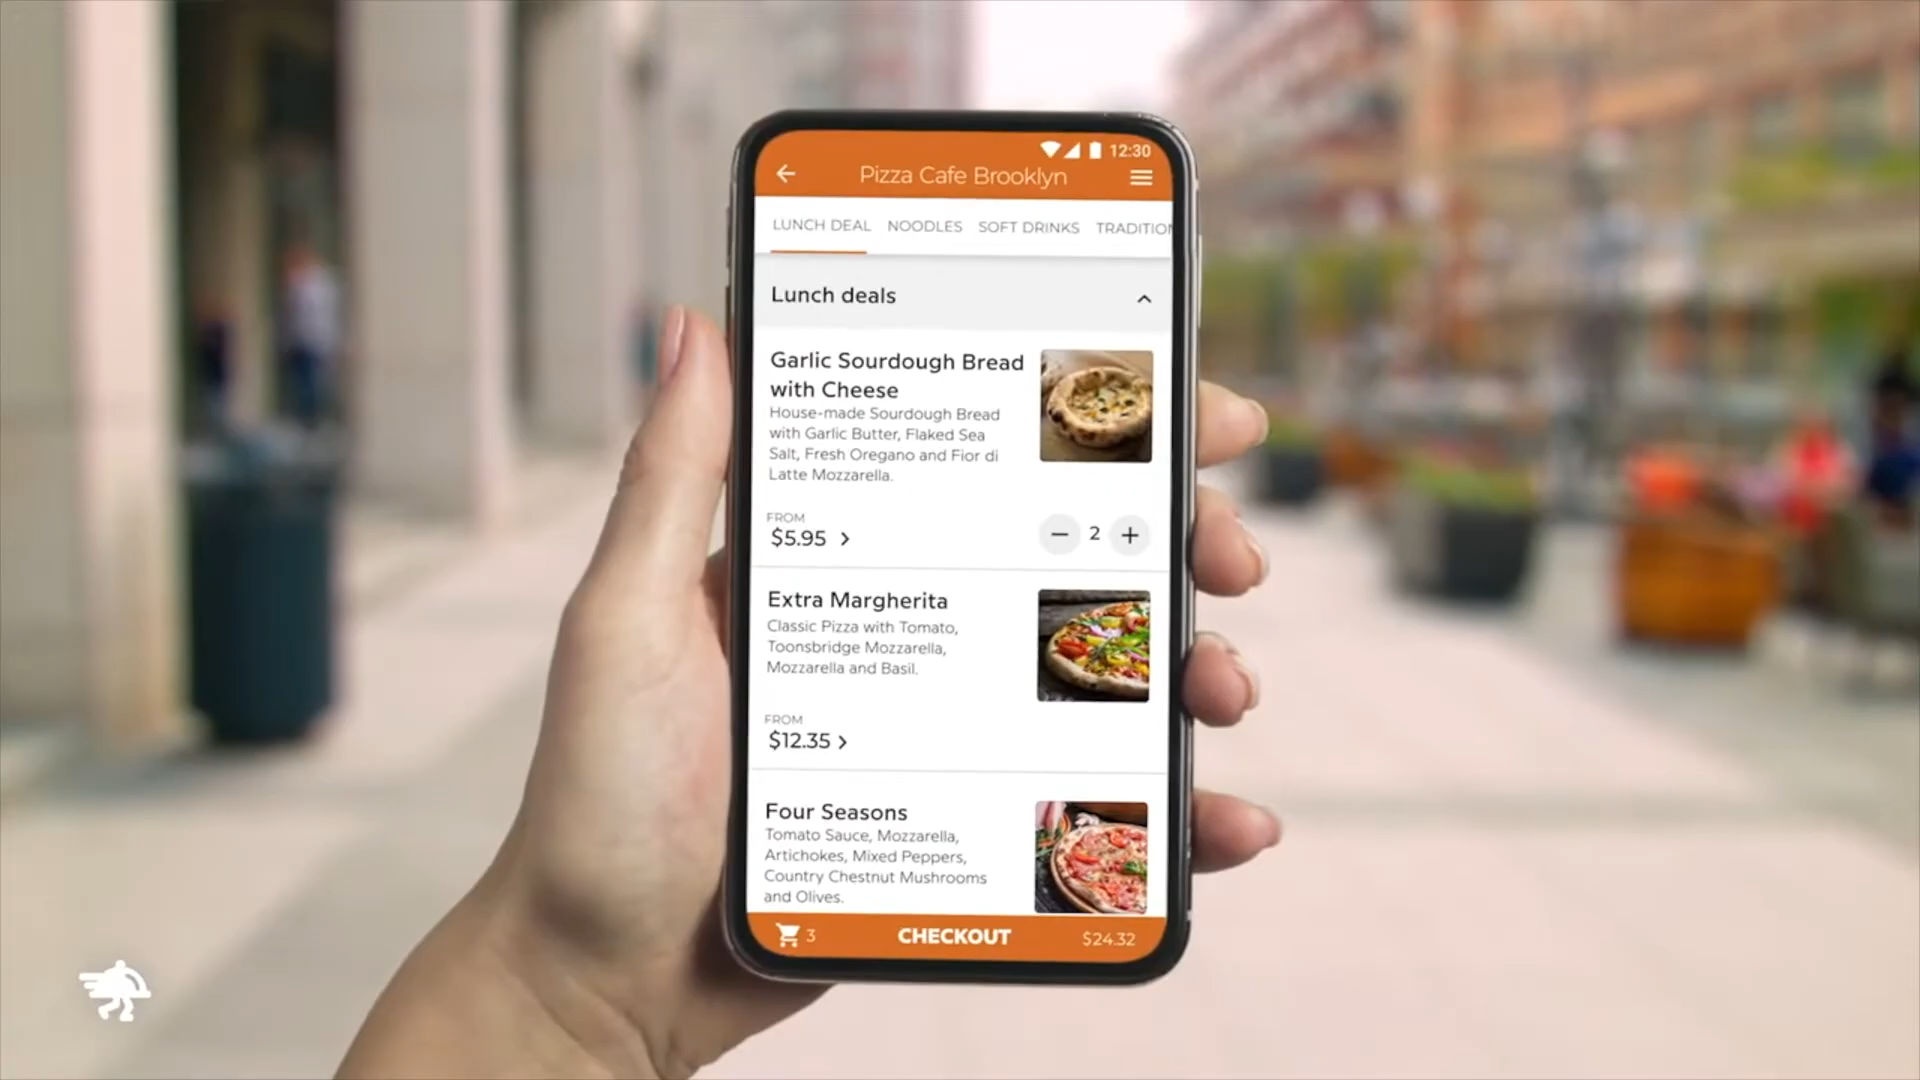 12:30
Pizza Cafe Brooklyn
LUNCH DEAL NOODLES SOFT DRINKS TRADITION
Lunch deals
Garlic Sourdough Bread
with Cheese
House-made Sourdough Bread
with Garlic Butter, Flaked Sea
Salt, Fresh Oregano and Fior di
Latte Mozzarella.
FROM
$5.95
2
Extra Margherita
Classic Pizza with Tomato,
Toonsbridge Mozzarella,
Mozzarella and Basil.
FROM
$12.35
Four Seasons
Tomato Sauce, Mozzarella,
Artichokes, Mixed Peppers,
Country Chestnut Mushrooms
and Olives.
3 CHECKOUT $24.32